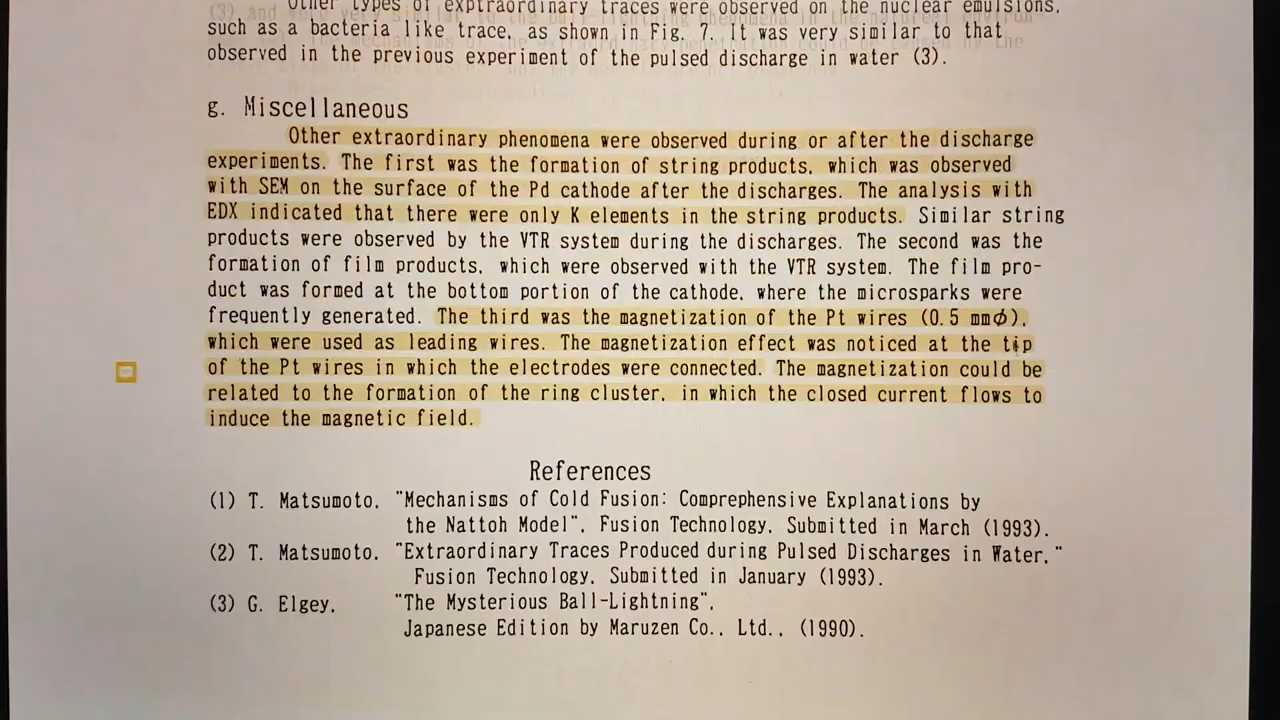 Other types of exptraordinary traces were observed on the nuclear emulsions,
such as a bacteria like trace, as shown in Fig. 7. It was very similar to that
observed in the previous experiment of the pulsed discharge in water (3).
g. Miscellaneous
Other extraordinary phenomena were observed during or after the discharge
experiments. The first was the formation of string products, which was observed
with SEM on the surface of the Pd cathode after the discharges. The analysis with
EDX indicated that there were only K elements in the string products. Similar string
products were observed by the VTR system during the discharges. The second was the
formation of film products, which were observed with the VTR system. The film pro-
duct was formed at the bottom portion of the cathode, where the microsparks were
frequently generated. The third was the magnetization of the Pt wires (0.5 mmϕ),
which were used as leading wires. The magnetization effect was noticed at the tip
of the Pt wires in which the electrodes were connected. The magnetization could be
related to the formation of the ring cluster, in which the closed current flows to
induce the magnetic field.
References
(1) T. Matsumoto, "Mechanisms of Cold Fusion: Comprephensive Explanations by
the Nattoh Model", Fusion Technology, Submitted in March (1993).
(2) T. Matsumoto, "Extraordinary Traces Produced during Pulsed Discharges in Water,"
Fusion Technology, Submitted in January (1993).
(3) G. Elgey, "The Mysterious Ball-Lightning",
Japanese Edition by Maruzen Co., Ltd., (1990).